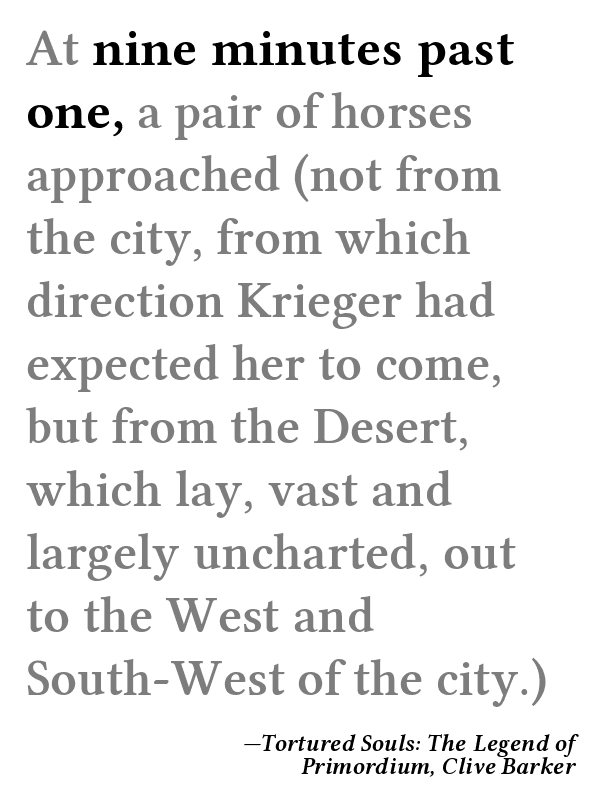 At nine minutes past
one, a pair of horses
approached (not from
the city, from which
direction Krieger had
expected her to come,
but from the Desert,
which lay, vast and
largely uncharted, out
to the West and
South-West of the city.)
—Tortured Souls: The Legend of
Primordium, Clive Barker